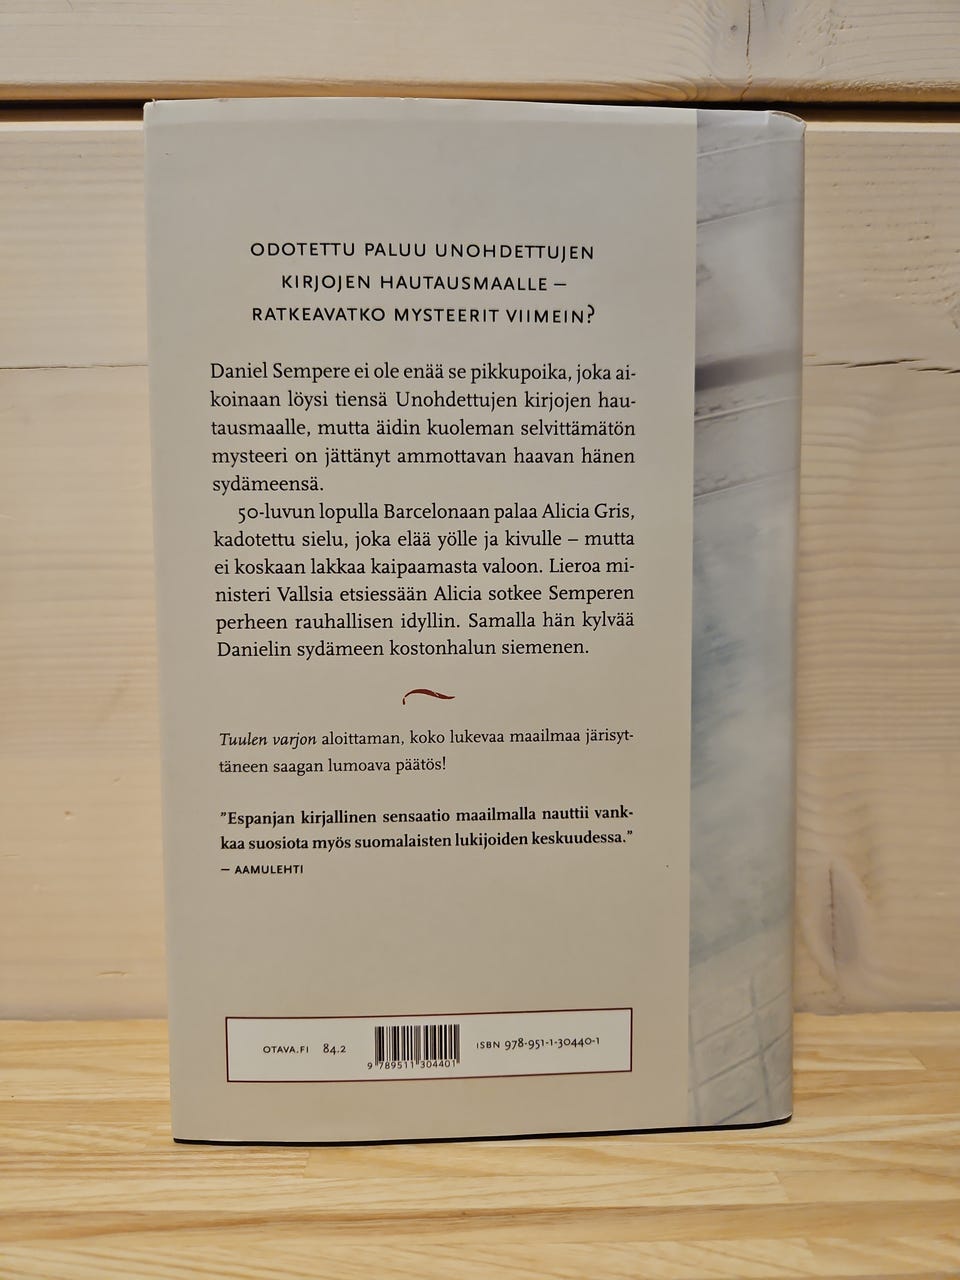 ODOTETTU PALUU UNOHDETTUJEN
KIRJOJEN HAUTAUSMAALLE –
RATKEAVATKO MYSTEERIT VIIMEIN?
Daniel Sempere ei ole enää se pikkupoika, joka ai-
koinaan löysi tiensä Unohdettujen kirjojen hau-
tausmaalle, mutta äidin kuoleman selvittämätön
mysteeri on jättänyt ammottavan haavan hänen
sydämeensä.
50-luvun lopulla Barcelonaan palaa Alicia Gris,
kadotettu sielu, joka elää yölle ja kivulle – mutta
ei koskaan lakkaa kaipaamasta valoon. Lieroa mi-
nisteri Vallsia etsiessään Alicia sotkee Semperen
perheen rauhallisen idyllin. Samalla hän kylvää
Danielin sydämeen kostonhalun siemenen.
Tuulen varjon aloittaman, koko lukevaa maailmaa järisyt-
täneen saagan lumoava päätös!
”Espanjan kirjallinen sensaatio maailmalla nauttii vank-
kaa suosiota myös suomalaisten lukijoiden keskuudessa.”
– AAMULEHTI
OTAVA.FI 84.2 9 789511 304401 ISBN 978-951-1-30440-1